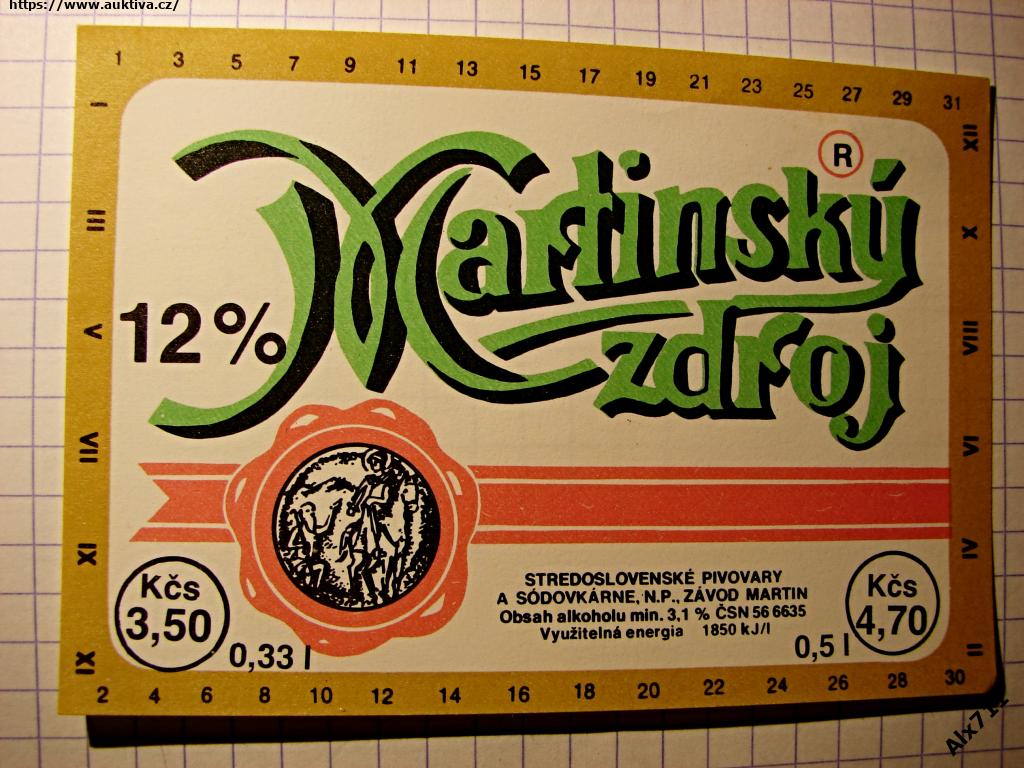 https://www.auktiva.cz/
1 3 5 7 9 11 13 15 17 19 21 23 25 27 29 31
I III V VII XI IX
XII X VIII VI IV II
R
Martinský
12%
zdroj
STREDOSLOVENSKÉ PIVOVARY
A SÓDOVKÁRNE, N.P., ZÁVOD MARTIN
Obsah alkoholu min. 3,1 % ČSN 56 6635
Využitelná energia 1850 kJ/l
Kčs
3,50
0,33 l
Kčs
4,70
0,5 l
2 4 6 8 10 12 14 16 18 20 22 24 26 28 30